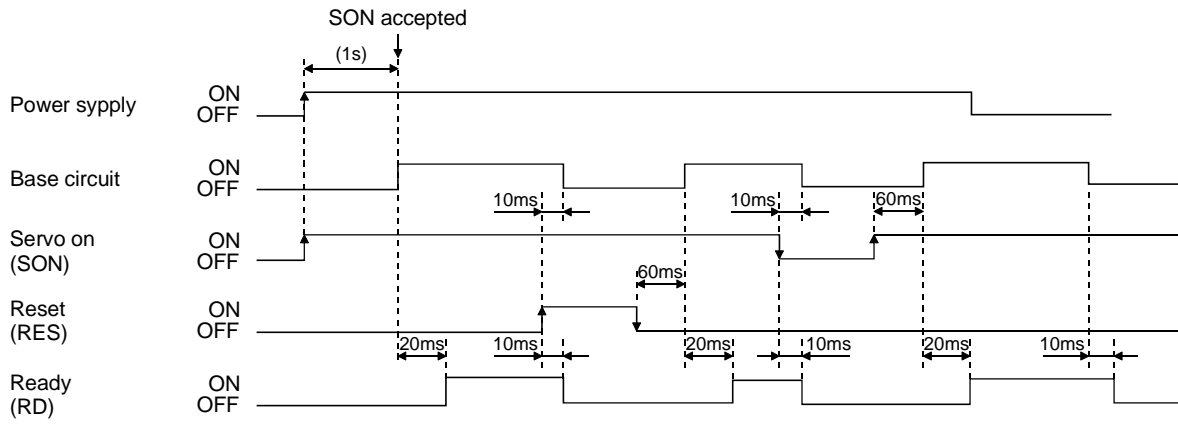 SON accepted
(1s)
Power sypply ON
OFF
Base circuit ON
OFF
10ms 10ms 60ms
Servo on
(SON) ON
OFF
60ms
Reset
(RES) ON
OFF
20ms 10ms 20ms 10ms 20ms 10ms
Ready
(RD) ON
OFF